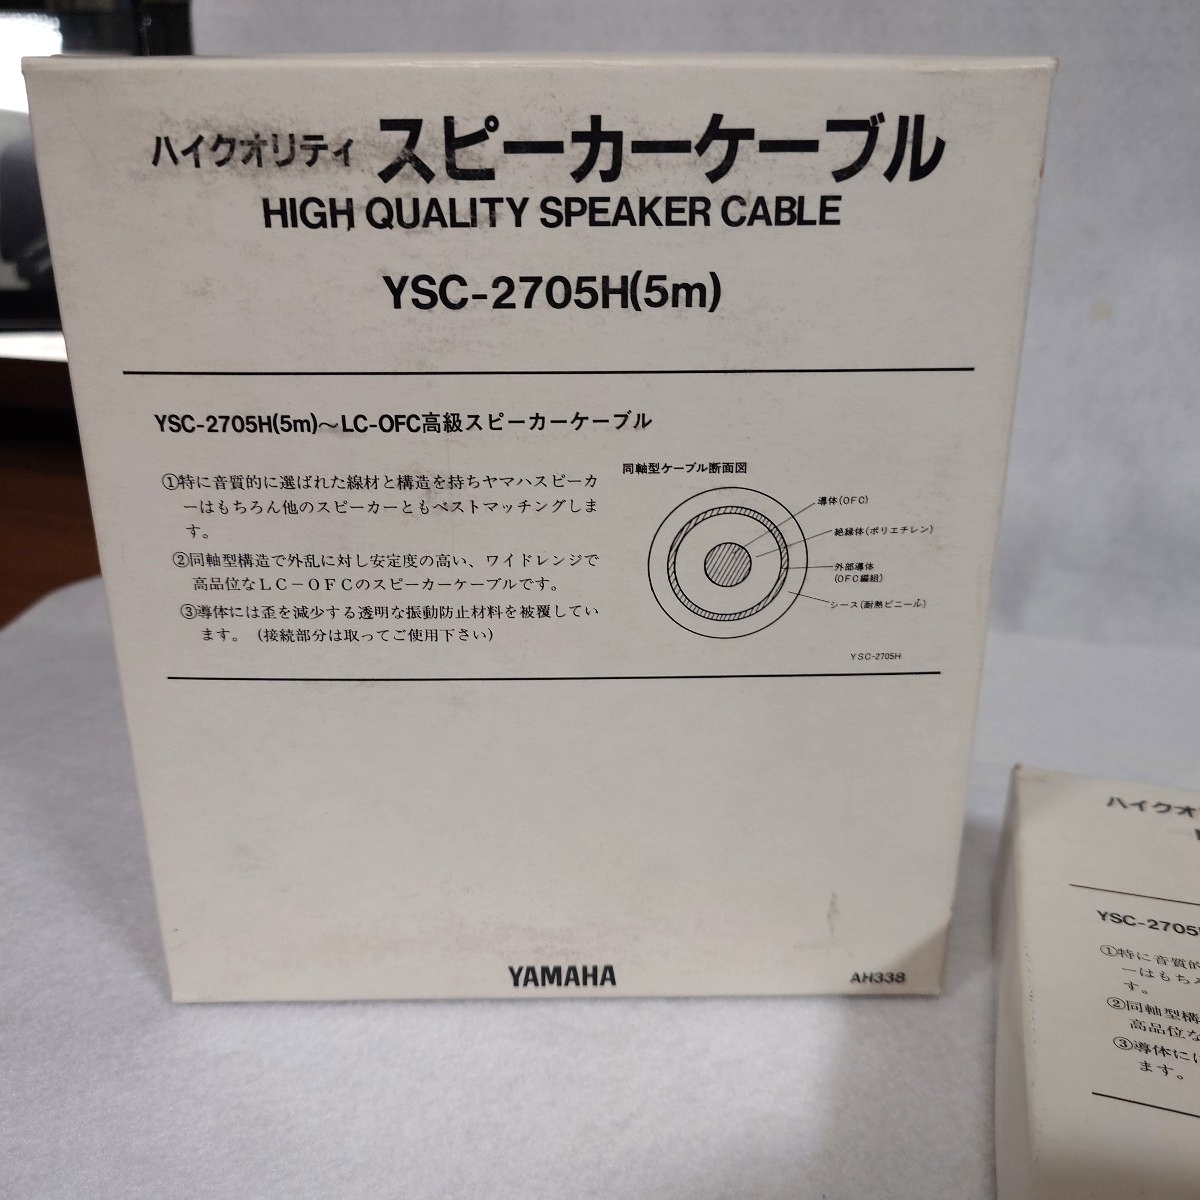 ハイクオリティ スピーカーケーブル
HIGH QUALITY SPEAKER CABLE
YSC-2705H(5m)
YSC-2705H(5m)～LC-OFC高級スピーカーケーブル
①特に音質的に選ばれた線材と構造を持ちヤマハスピーカ
ーはもちろん他のスピーカーともベストマッチングしま
す。
②同軸型構造で外乱に対し安定度の高い、ワイドレンジで
高品位なＬＣ－ＯＦＣのスピーカーケーブルです。
③導体には歪を減少する透明な振動防止材料を被覆してい
ます。（接続部分は取ってご使用下さい）
同軸型ケーブル断面図
導体(OFC)
絶縁体(ポリエチレン)
外部導体
(OFC編組)
シース(耐熱ビニール)
YSC-2705H
YAMAHA
AH338
ハイクオ
YSC-2705
①特に音質的
ーはもち
す。
②同軸型構
高品位な
③導体に
ます。